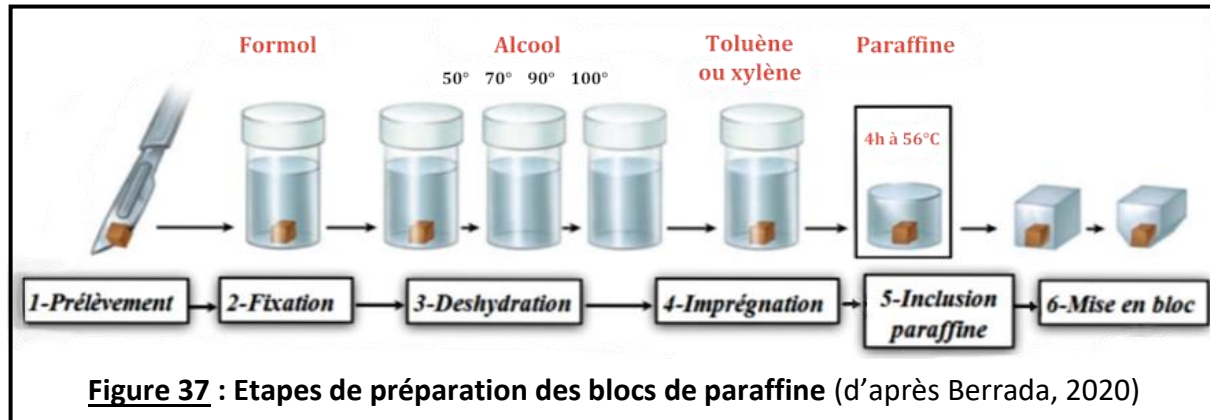 Formol
Alcool
50° 70° 90° 100°
Toluène
ou xylène
Paraffine
4h à 56°C
1-Prélèvement
2-Fixation
3-Deshydration
4-Imprégnation
5-Inclusion
paraffine
6-Mise en bloc
Figure 37 : Etapes de préparation des blocs de paraffine (d’après Berrada, 2020)